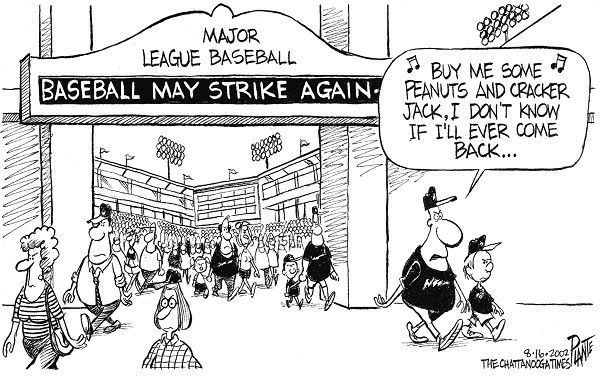 MAJOR
LEAGUE BASEBALL
BASEBALL MAY STRIKE AGAIN.
♫ BUY ME SOME ♫
PEANUTS AND CRACKER
JACK, I DON'T KNOW
IF I'LL EVER COME
BACK...
8-16-2002
PLANTE
THE CHATTANOOGA TIMES